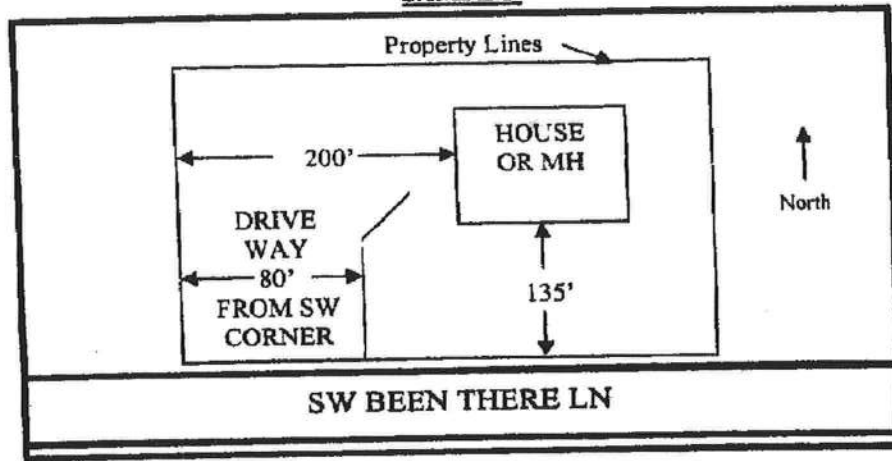 Property Lines
HOUSE
OR MH
200'
North
DRIVE
WAY
80'
FROM SW
CORNER
135'
SW BEEN THERE LN